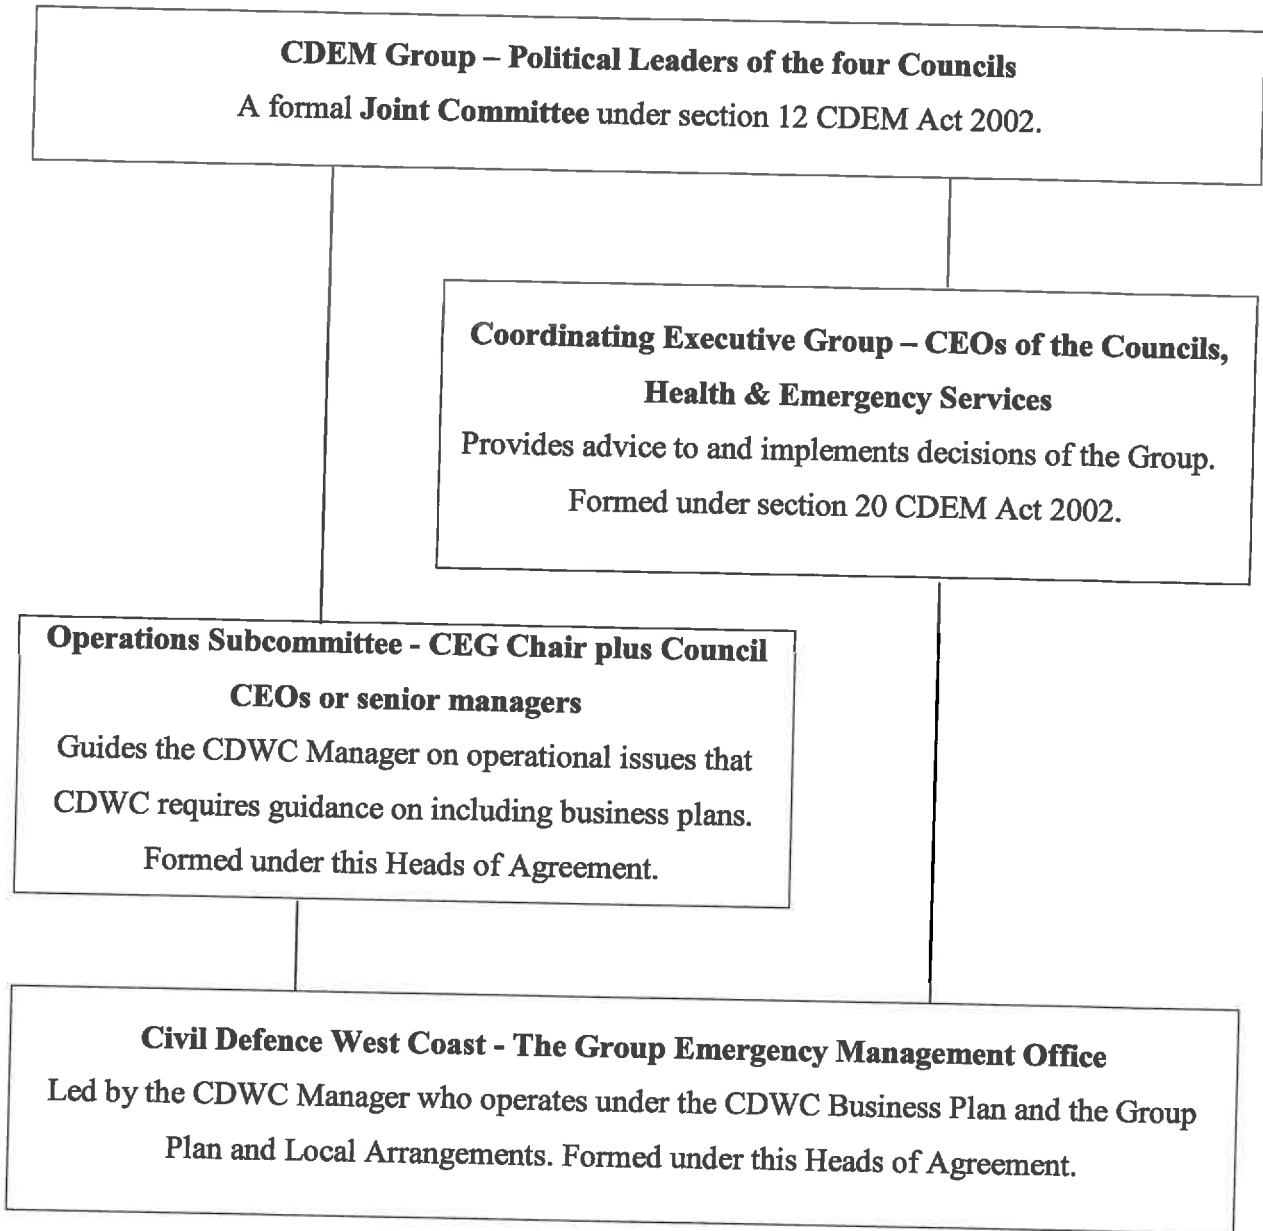 CDEM Group – Political Leaders of the four Councils
A formal Joint Committee under section 12 CDEM Act 2002.
Coordinating Executive Group – CEOs of the Councils,
Health & Emergency Services
Provides advice to and implements decisions of the Group.
Formed under section 20 CDEM Act 2002.
Operations Subcommittee - CEG Chair plus Council
CEOs or senior managers
Guides the CDWC Manager on operational issues that
CDWC requires guidance on including business plans.
Formed under this Heads of Agreement.
Civil Defence West Coast - The Group Emergency Management Office
Led by the CDWC Manager who operates under the CDWC Business Plan and the Group
Plan and Local Arrangements. Formed under this Heads of Agreement.